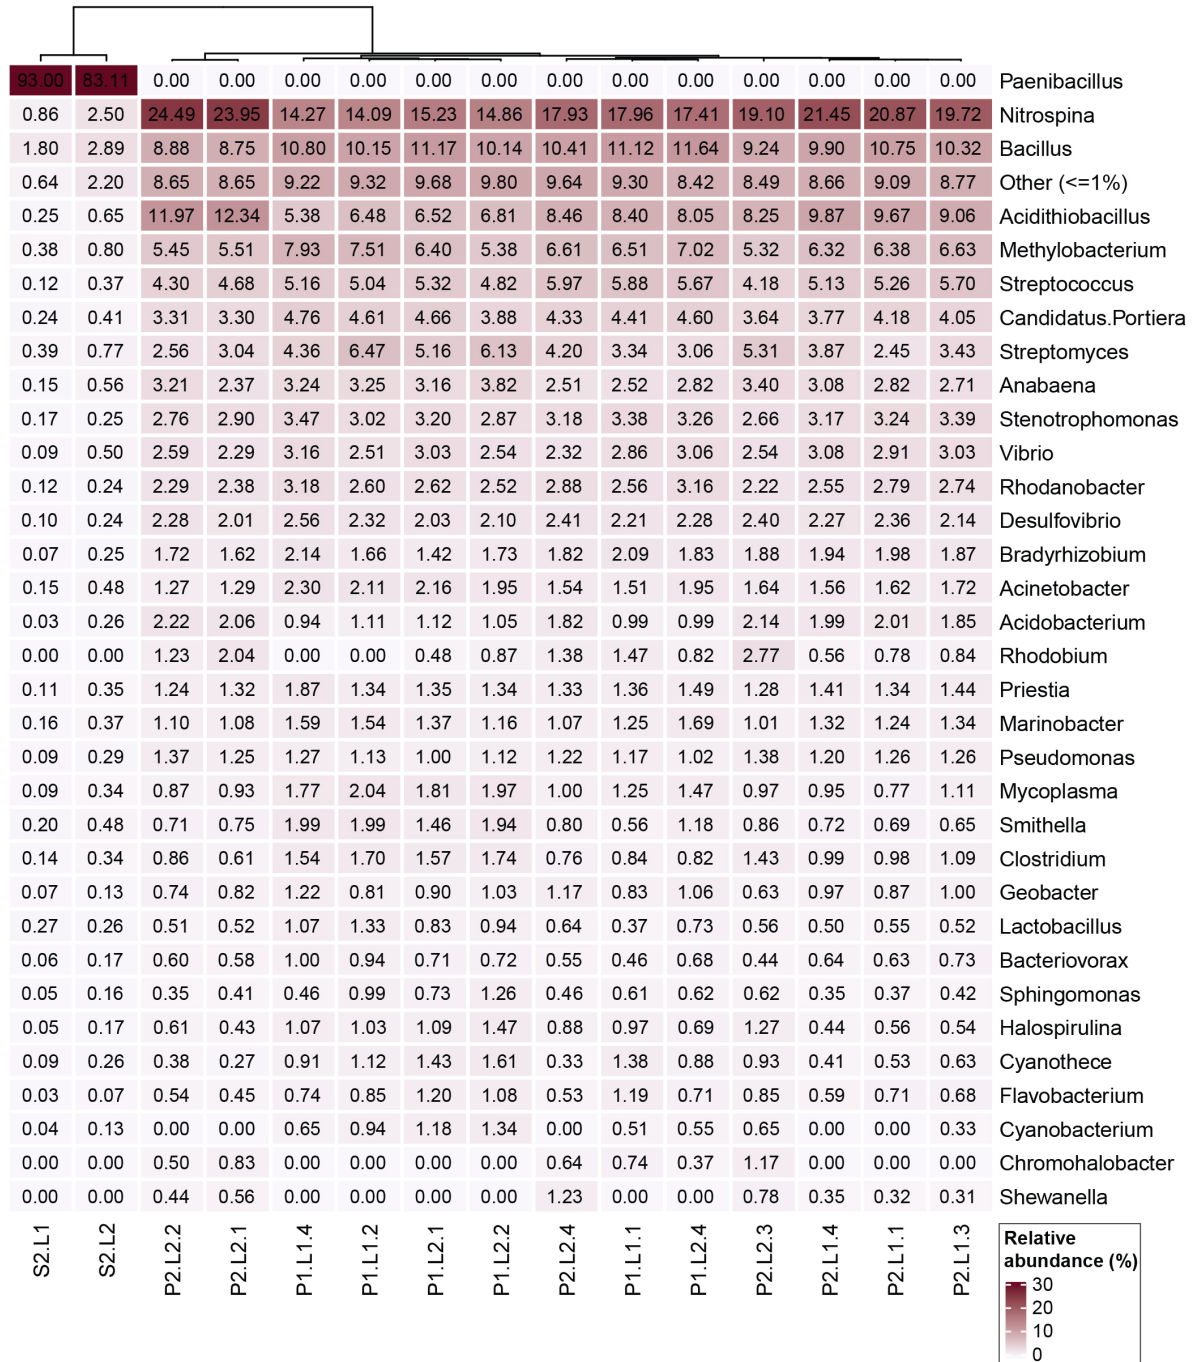 93.00 83.11 0.00 0.00 0.00 0.00 0.00 0.00 0.00 0.00 0.00 0.00 0.00 0.00 0.00 Paenibacillus
0.86 2.50 24.49 23.95 14.27 14.09 15.23 14.86 17.93 17.96 17.41 19.10 21.45 20.87 19.72 Nitrospina
1.80 2.89 8.88 8.75 10.80 10.15 11.17 10.14 10.41 11.12 11.64 9.24 9.90 10.75 10.32 Bacillus
0.64 2.20 8.65 8.65 9.22 9.32 9.68 9.80 9.64 9.30 8.42 8.49 8.66 9.09 8.77 Other (<=1%)
0.25 0.65 11.97 12.34 5.38 6.48 6.52 6.81 8.46 8.40 8.05 8.25 9.87 9.67 9.06 Acidithiobacillus
0.38 0.80 5.45 5.51 7.93 7.51 6.40 5.38 6.61 6.51 7.02 5.32 6.32 6.38 6.63 Methylobacterium
0.12 0.37 4.30 4.68 5.16 5.04 5.32 4.82 5.97 5.88 5.67 4.18 5.13 5.26 5.70 Streptococcus
0.24 0.41 3.31 3.30 4.76 4.61 4.66 3.88 4.33 4.41 4.60 3.64 3.77 4.18 4.05 Candidatus.Portiera
0.39 0.77 2.56 3.04 4.36 6.47 5.16 6.13 4.20 3.34 3.06 5.31 3.87 2.45 3.43 Streptomyces
0.15 0.56 3.21 2.37 3.24 3.25 3.16 3.82 2.51 2.52 2.82 3.40 3.08 2.82 2.71 Anabaena
0.17 0.25 2.76 2.90 3.47 3.02 3.20 2.87 3.18 3.38 3.26 2.66 3.17 3.24 3.39 Stenotrophomonas
0.09 0.50 2.59 2.29 3.16 2.51 3.03 2.54 2.32 2.86 3.06 2.54 3.08 2.91 3.03 Vibrio
0.12 0.24 2.29 2.38 3.18 2.60 2.62 2.52 2.88 2.56 3.16 2.22 2.55 2.79 2.74 Rhodanobacter
0.10 0.24 2.28 2.01 2.56 2.32 2.03 2.10 2.41 2.21 2.28 2.40 2.27 2.36 2.14 Desulfovibrio
0.07 0.25 1.72 1.62 2.14 1.66 1.42 1.73 1.82 2.09 1.83 1.88 1.94 1.98 1.87 Bradyrhizobium
0.15 0.48 1.27 1.29 2.30 2.11 2.16 1.95 1.54 1.51 1.95 1.64 1.56 1.62 1.72 Acinetobacter
0.03 0.26 2.22 2.06 0.94 1.11 1.12 1.05 1.82 0.99 0.99 2.14 1.99 2.01 1.85 Acidobacterium
0.00 0.00 1.23 2.04 0.00 0.00 0.48 0.87 1.38 1.47 0.82 2.77 0.56 0.78 0.84 Rhodobium
0.11 0.35 1.24 1.32 1.87 1.34 1.35 1.34 1.33 1.36 1.49 1.28 1.41 1.34 1.44 Priestia
0.16 0.37 1.10 1.08 1.59 1.54 1.37 1.16 1.07 1.25 1.69 1.01 1.32 1.24 1.34 Marinobacter
0.09 0.29 1.37 1.25 1.27 1.13 1.00 1.12 1.22 1.17 1.02 1.38 1.20 1.26 1.26 Pseudomonas
0.09 0.34 0.87 0.93 1.77 2.04 1.81 1.97 1.00 1.25 1.47 0.97 0.95 0.77 1.11 Mycoplasma
0.20 0.48 0.71 0.75 1.99 1.99 1.46 1.94 0.80 0.56 1.18 0.86 0.72 0.69 0.65 Smithella
0.14 0.34 0.86 0.61 1.54 1.70 1.57 1.74 0.76 0.84 0.82 1.43 0.99 0.98 1.09 Clostridium
0.07 0.13 0.74 0.82 1.22 0.81 0.90 1.03 1.17 0.83 1.06 0.63 0.97 0.87 1.00 Geobacter
0.27 0.26 0.51 0.52 1.07 1.33 0.83 0.94 0.64 0.37 0.73 0.56 0.50 0.55 0.52 Lactobacillus
0.06 0.17 0.60 0.58 1.00 0.94 0.71 0.72 0.55 0.46 0.68 0.44 0.64 0.63 0.73 Bacteriovorax
0.05 0.16 0.35 0.41 0.46 0.99 0.73 1.26 0.46 0.61 0.62 0.62 0.35 0.37 0.42 Sphingomonas
0.05 0.17 0.61 0.43 1.07 1.03 1.09 1.47 0.88 0.97 0.69 1.27 0.44 0.56 0.54 Halospirulina
0.09 0.26 0.38 0.27 0.91 1.12 1.43 1.61 0.33 1.38 0.88 0.93 0.41 0.53 0.63 Cyanothece
0.03 0.07 0.54 0.45 0.74 0.85 1.20 1.08 0.53 1.19 0.71 0.85 0.59 0.71 0.68 Flavobacterium
0.04 0.13 0.00 0.00 0.65 0.94 1.18 1.34 0.00 0.51 0.55 0.65 0.00 0.00 0.33 Cyanobacterium
0.00 0.00 0.50 0.83 0.00 0.00 0.00 0.00 0.64 0.74 0.37 1.17 0.00 0.00 0.00 Chromohalobacter
0.00 0.00 0.44 0.56 0.00 0.00 0.00 0.00 1.23 0.00 0.00 0.78 0.35 0.32 0.31 Shewanella
S2.L1 S2.L2 P2.L2.2 P2.L2.1 P1.L1.4 P1.L1.2 P1.L2.1 P1.L2.2 P2.L2.4 P1.L1.1 P1.L2.4 P2.L2.3 P2.L1.4 P2.L1.1 P2.L1.3
Relative
abundance (%)
30
20
10
0